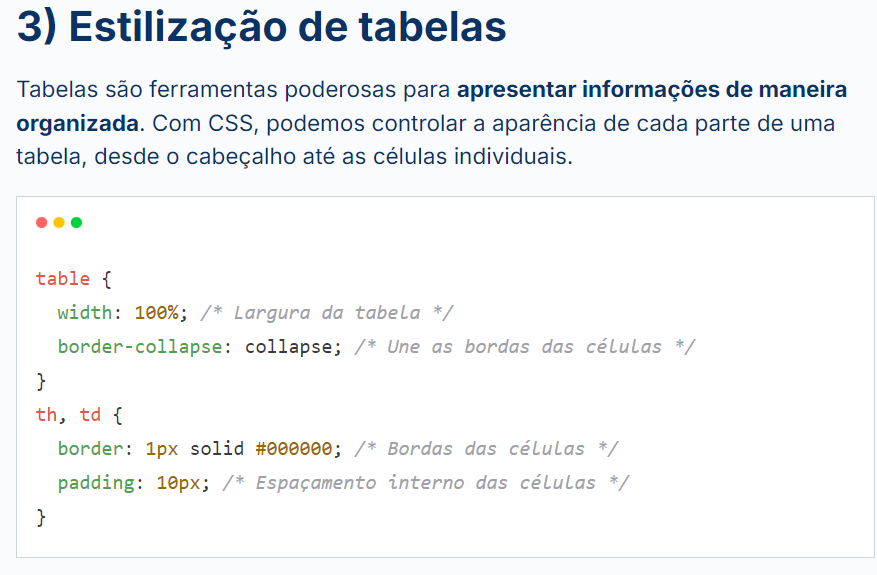 3) Estilização de tabelas
Tabelas são ferramentas poderosas para apresentar informações de maneira
organizada. Com CSS, podemos controlar a aparência de cada parte de uma
tabela, desde o cabeçalho até as células individuais.
table {
  width: 100%; /* Largura da tabela */
  border-collapse: collapse; /* Une as bordas das células */
}
th, td {
  border: 1px solid #000000; /* Bordas das células */
  padding: 10px; /* Espaçamento interno das células */
}